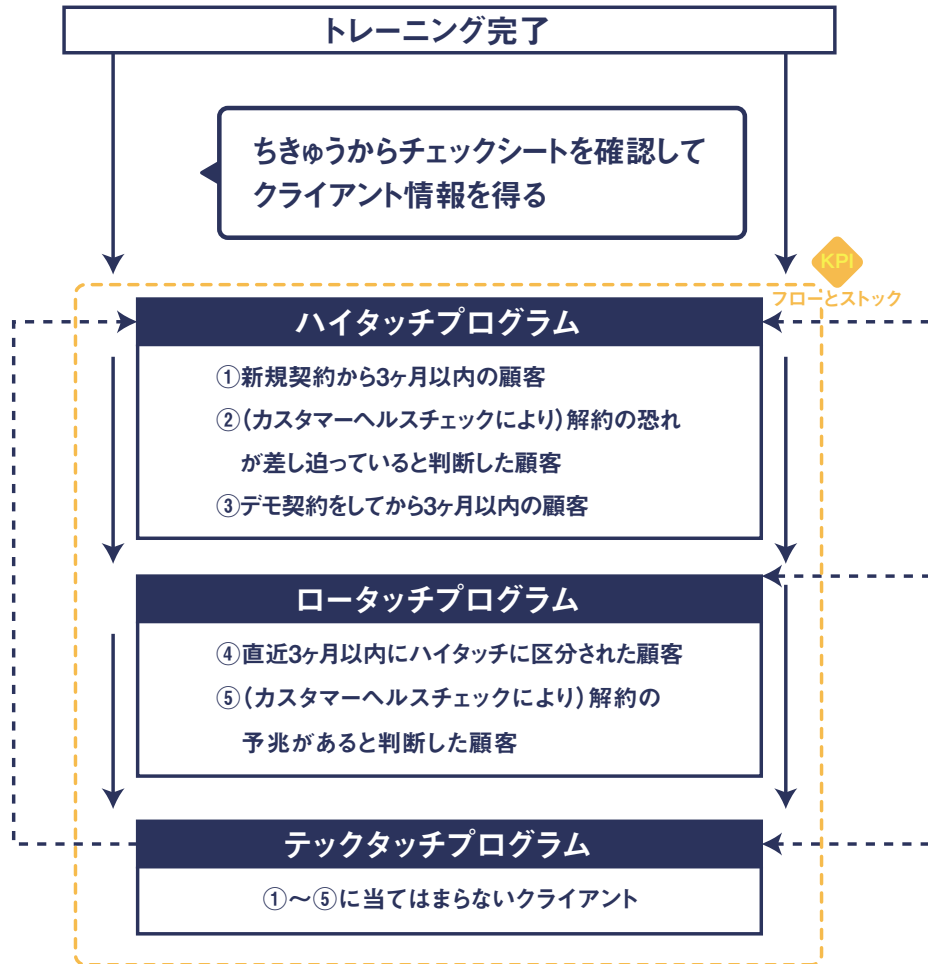 トレーニング完了
ちきゅうからチェックシートを確認して
クライアント情報を得る
KPI
フローとストック
ハイタッチプログラム
①新規契約から3ヶ月以内の顧客
②(カスタマーヘルスチェックにより)解約の恐れ
が差し迫っていると判断した顧客
③デモ契約をしてから3ヶ月以内の顧客
ロータッチプログラム
④直近3ヶ月以内にハイタッチに区分された顧客
⑤(カスタマーヘルスチェックにより)解約の
予兆があると判断した顧客
テックタッチプログラム
①～⑤に当てはまらないクライアント